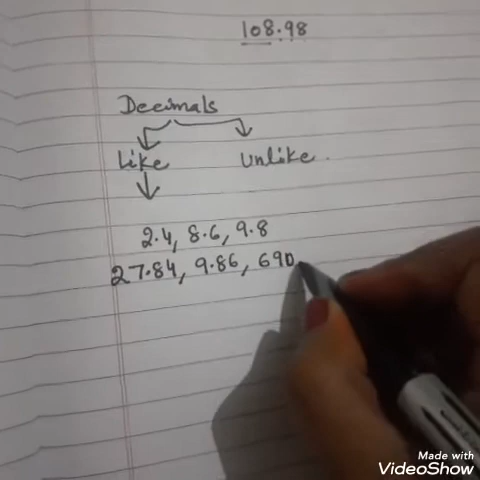 108.98
Decimals
Like Unlike.
2.4, 8.6, 9.8
27.84, 9.86, 690
Made with
VideoShow